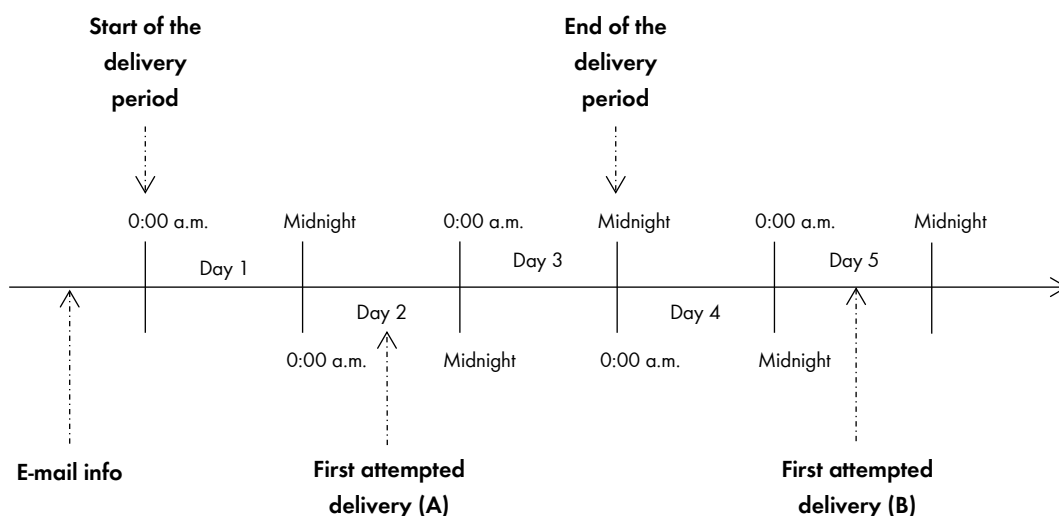 Start of the
delivery
period
End of the
delivery
period
0:00 a.m.
Midnight
0:00 a.m.
Midnight
0:00 a.m.
Midnight
Day 1
Day 3
Day 5
Day 2
Day 4
0:00 a.m.
Midnight
0:00 a.m.
Midnight
E-mail info
First attempted
delivery (A)
First attempted
delivery (B)